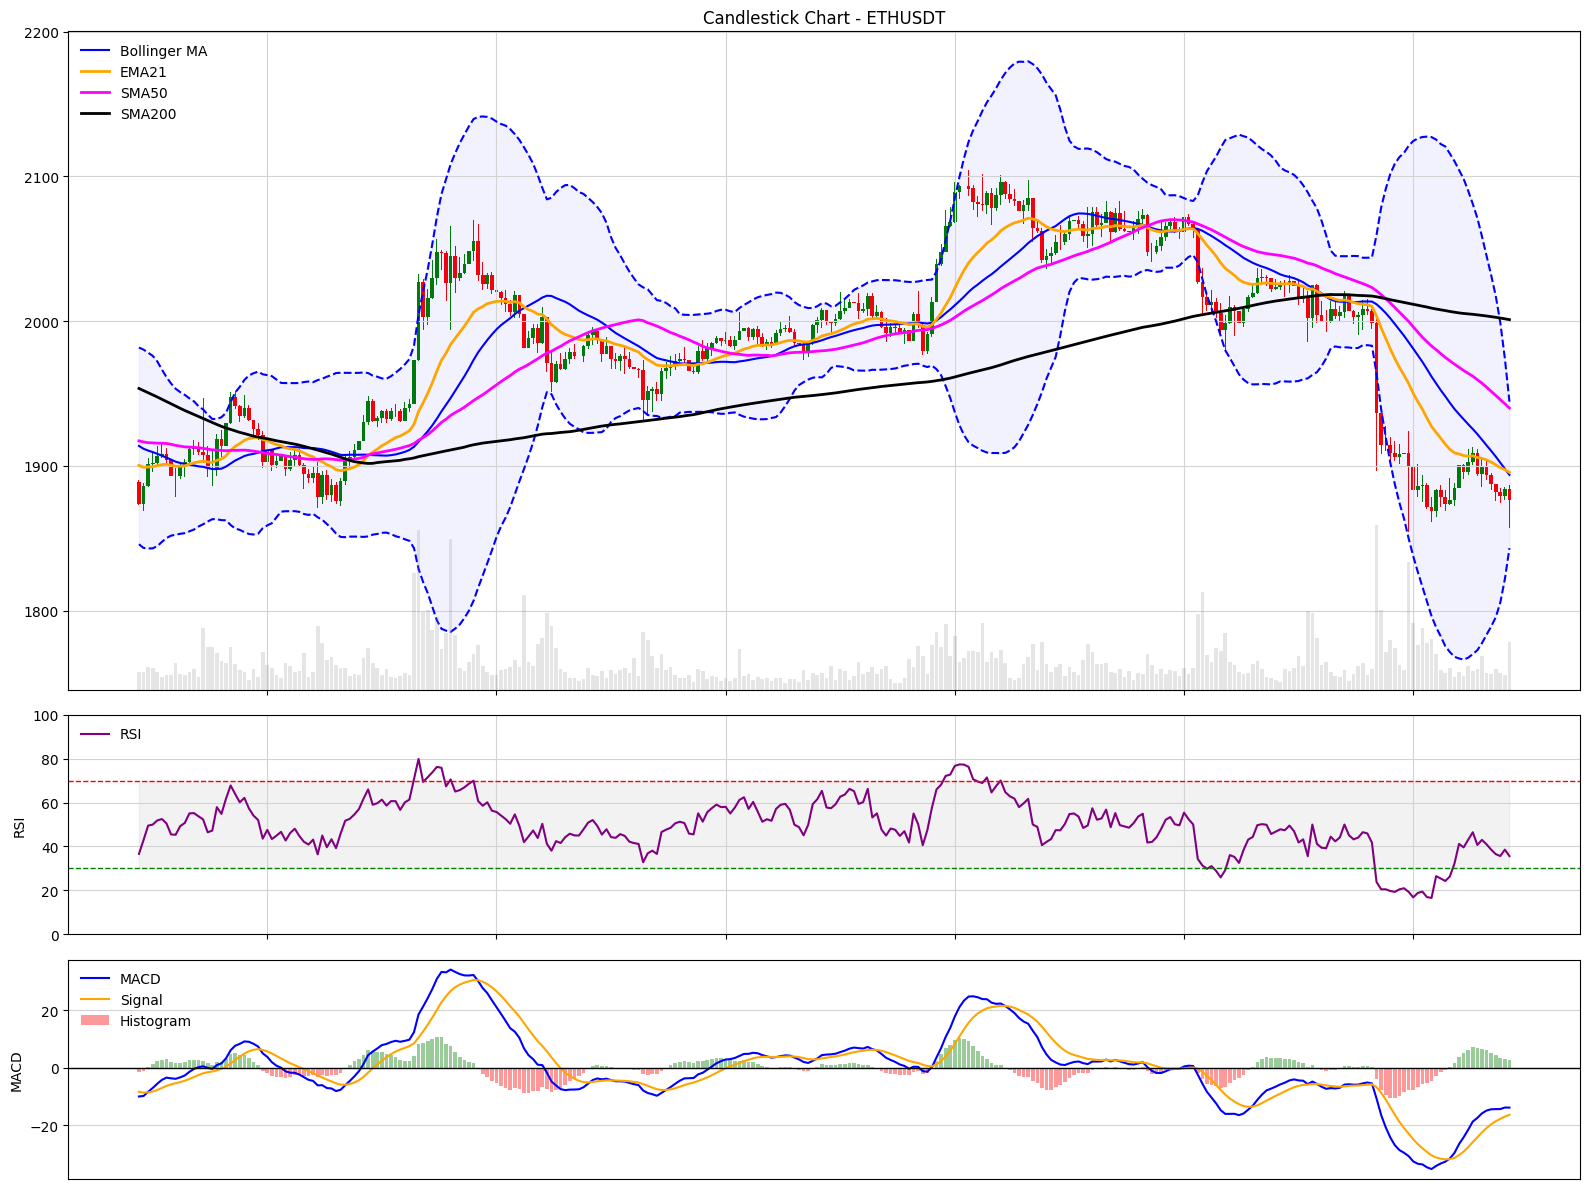 Candlestick Chart - ETHUSDT
2200
2100
2000
1900
1800
Bollinger MA
EMA21
SMA50
SMA200
100
80
60
40
20
0
RSI
RSI
20
0
−20
MACD
MACD
Signal
Histogram